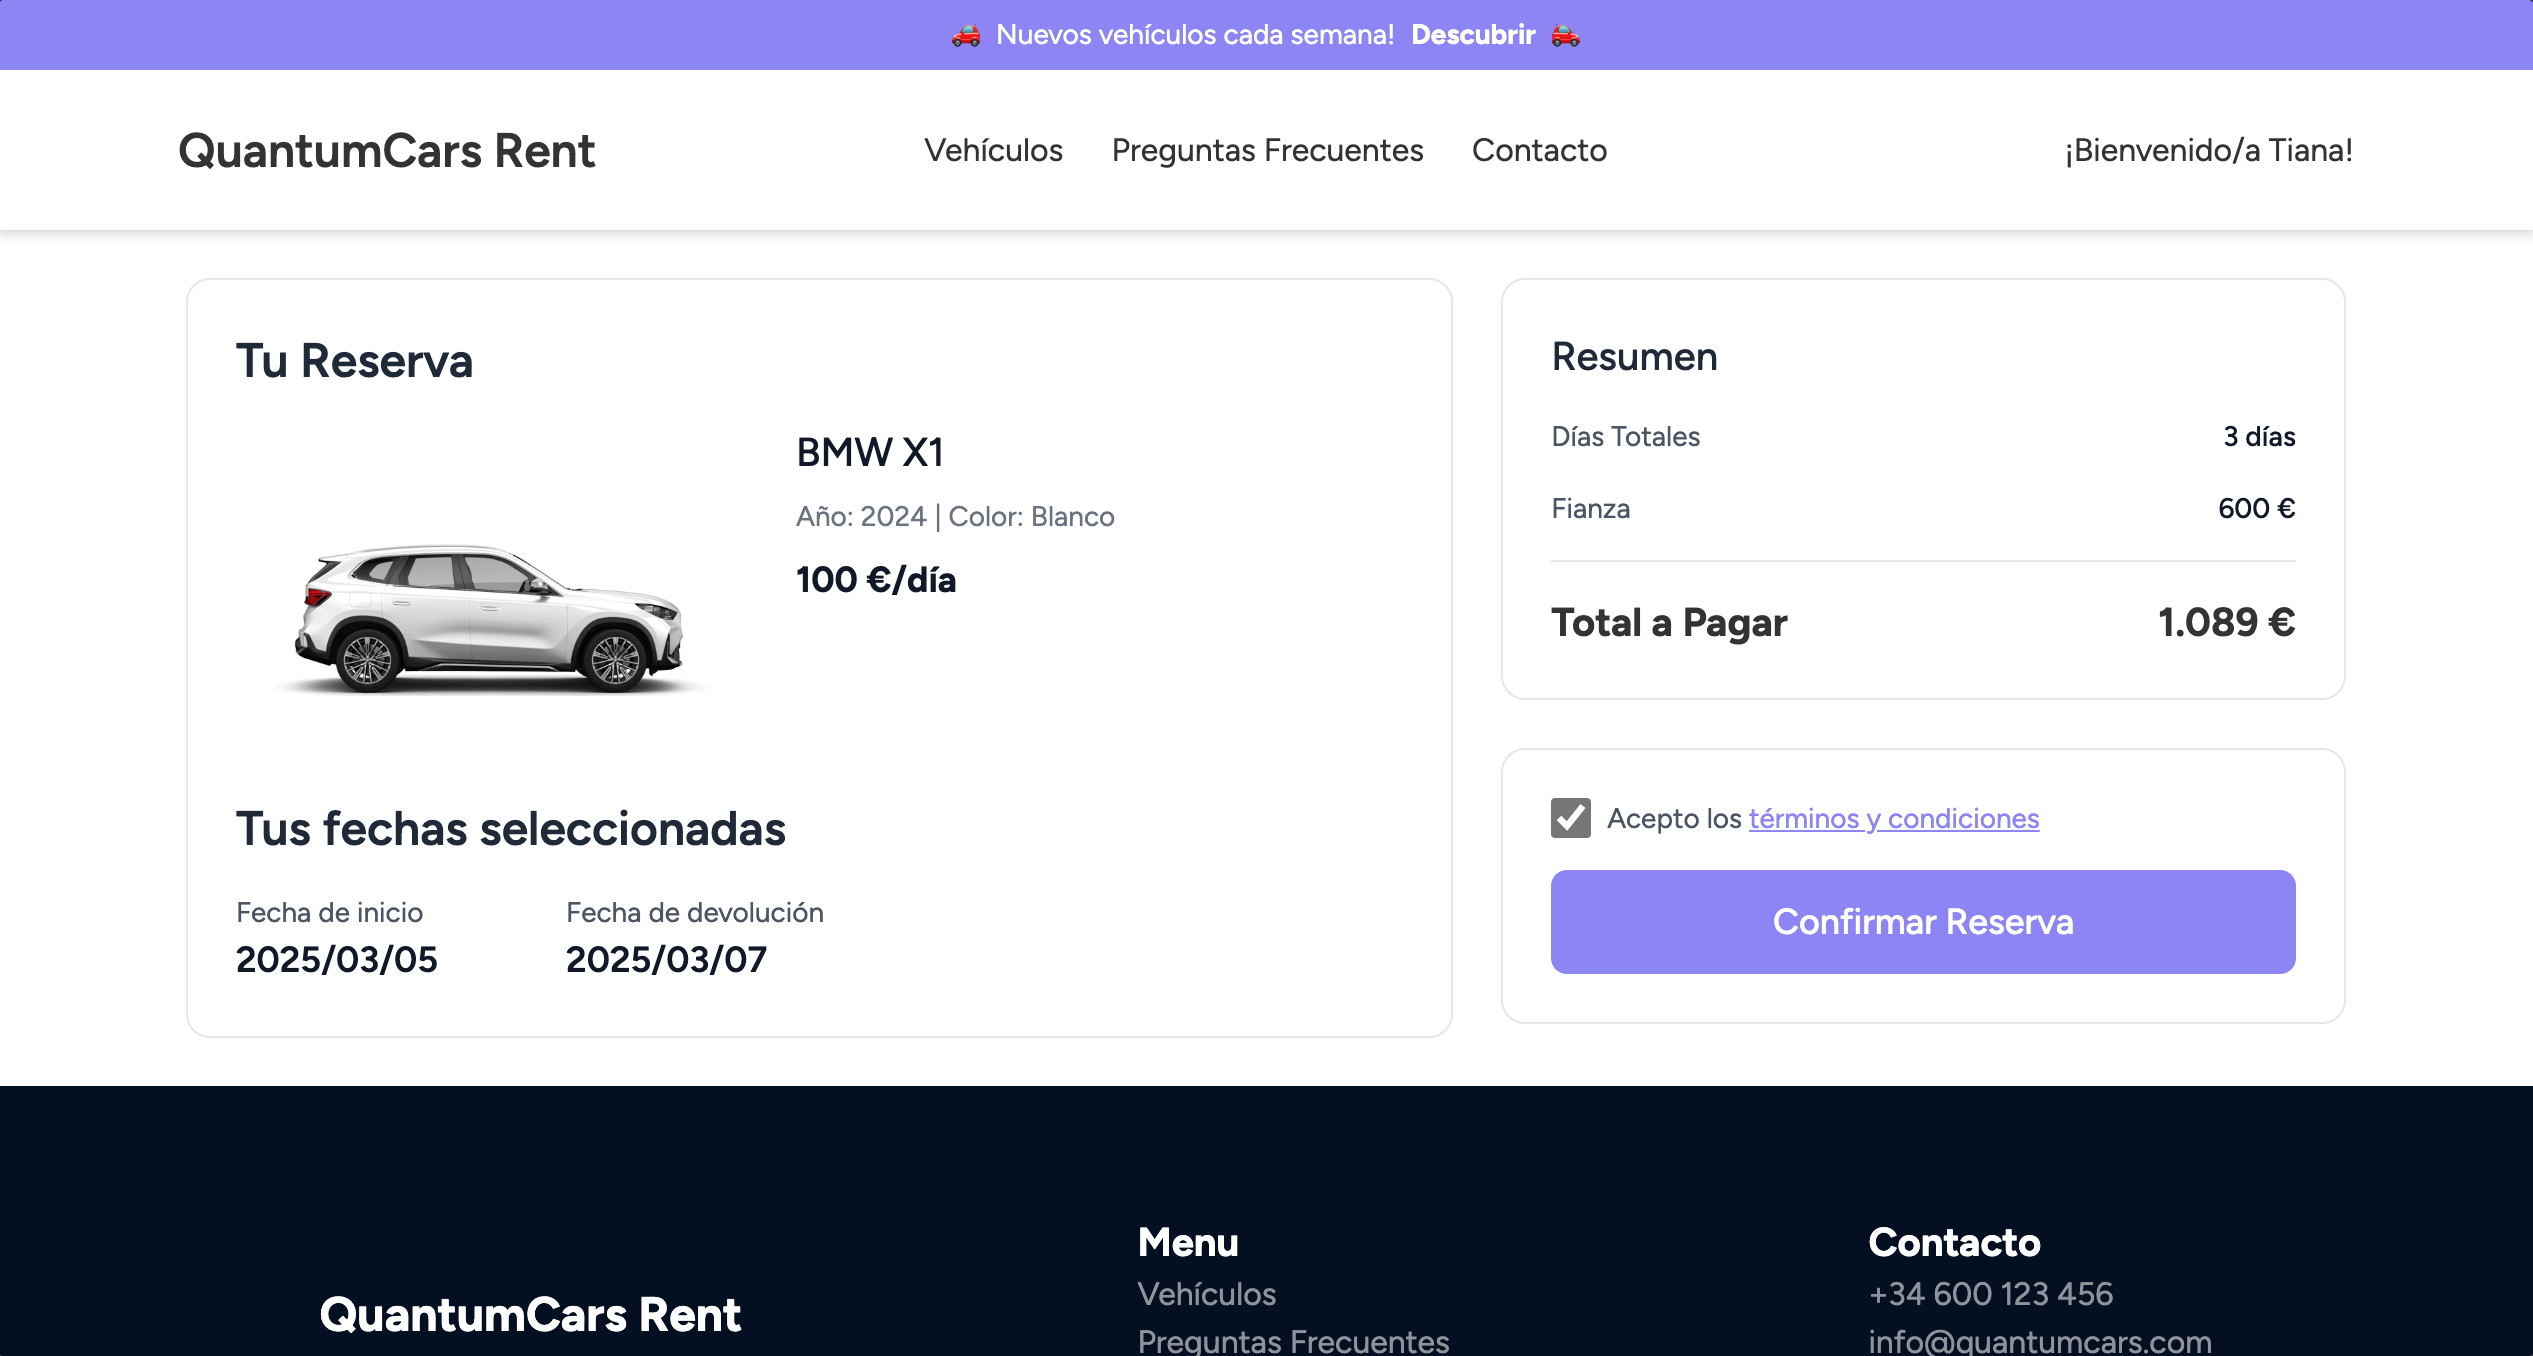 🚗 Nuevos vehículos cada semana! Descubrir 🚗
QuantumCars Rent
Vehículos
Preguntas Frecuentes
Contacto
¡Bienvenido/a Tiana!
Tu Reserva
BMW X1
Año: 2024 | Color: Blanco
100 €/día
Tus fechas seleccionadas
Fecha de inicio
2025/03/05
Fecha de devolución
2025/03/07
Resumen
Días Totales 3 días
Fianza 600 €
Total a Pagar 1.089 €
Acepto los términos y condiciones
Confirmar Reserva
QuantumCars Rent
Menu
Vehículos
Preguntas Frecuentes
Contacto
+34 600 123 456
info@quantumcars.com